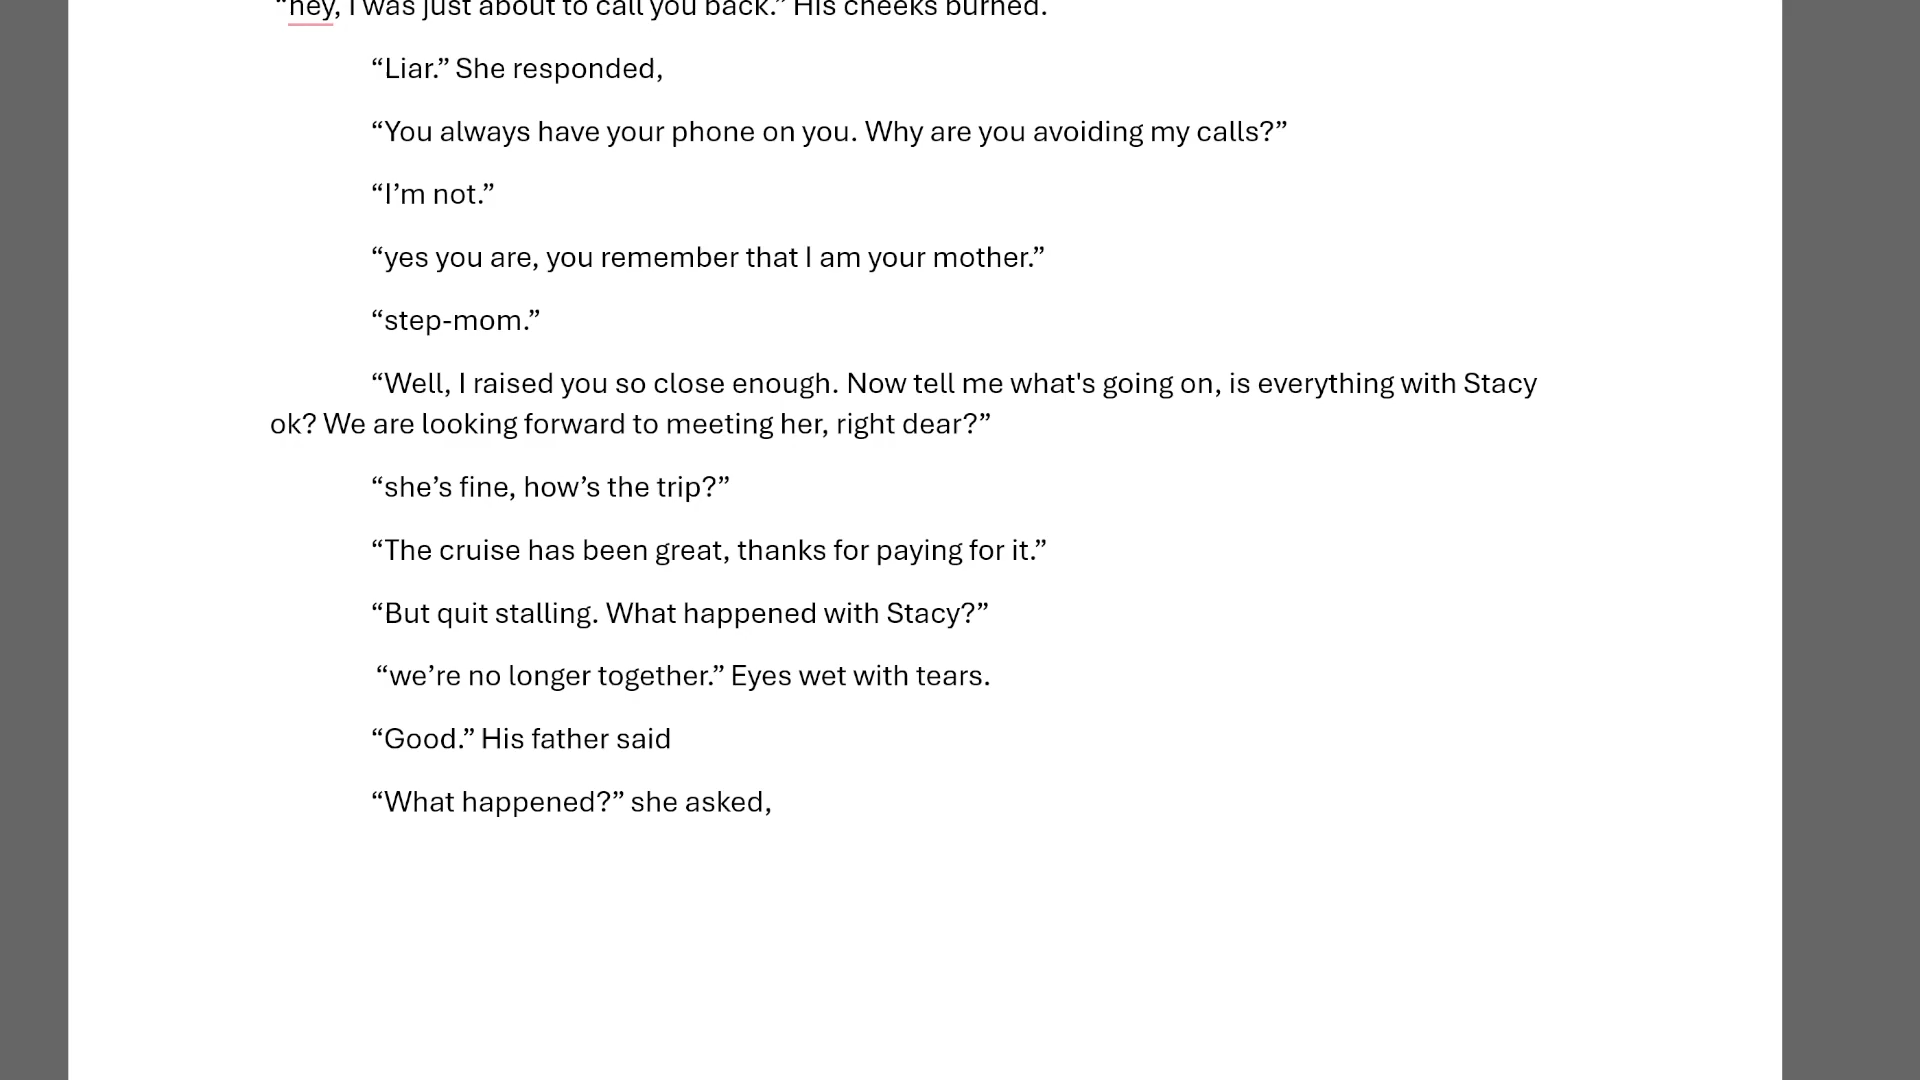 “hey, I was just about to call you back.” His cheeks burned.
“Liar.” She responded,
“You always have your phone on you. Why are you avoiding my calls?”
“I’m not.”
“yes you are, you remember that I am your mother.”
“step-mom.”
“Well, I raised you so close enough. Now tell me what's going on, is everything with Stacy
ok? We are looking forward to meeting her, right dear?”
“she’s fine, how’s the trip?”
“The cruise has been great, thanks for paying for it.”
“But quit stalling. What happened with Stacy?”
“we’re no longer together.” Eyes wet with tears.
“Good.” His father said
“What happened?” she asked,